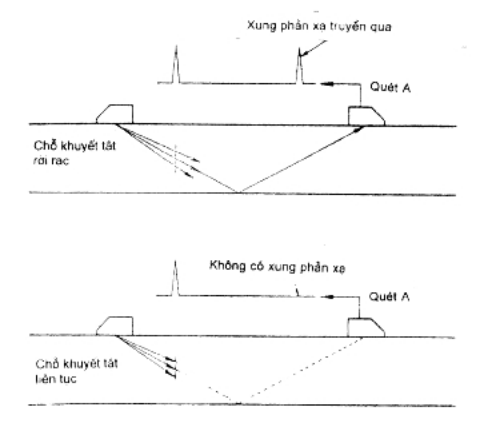 Xung phản xạ truyền qua
Quét A
Chỗ khuyết tật
rời rạc
Không có xung phản xạ
Quét A
Chỗ khuyết tật
liên tục